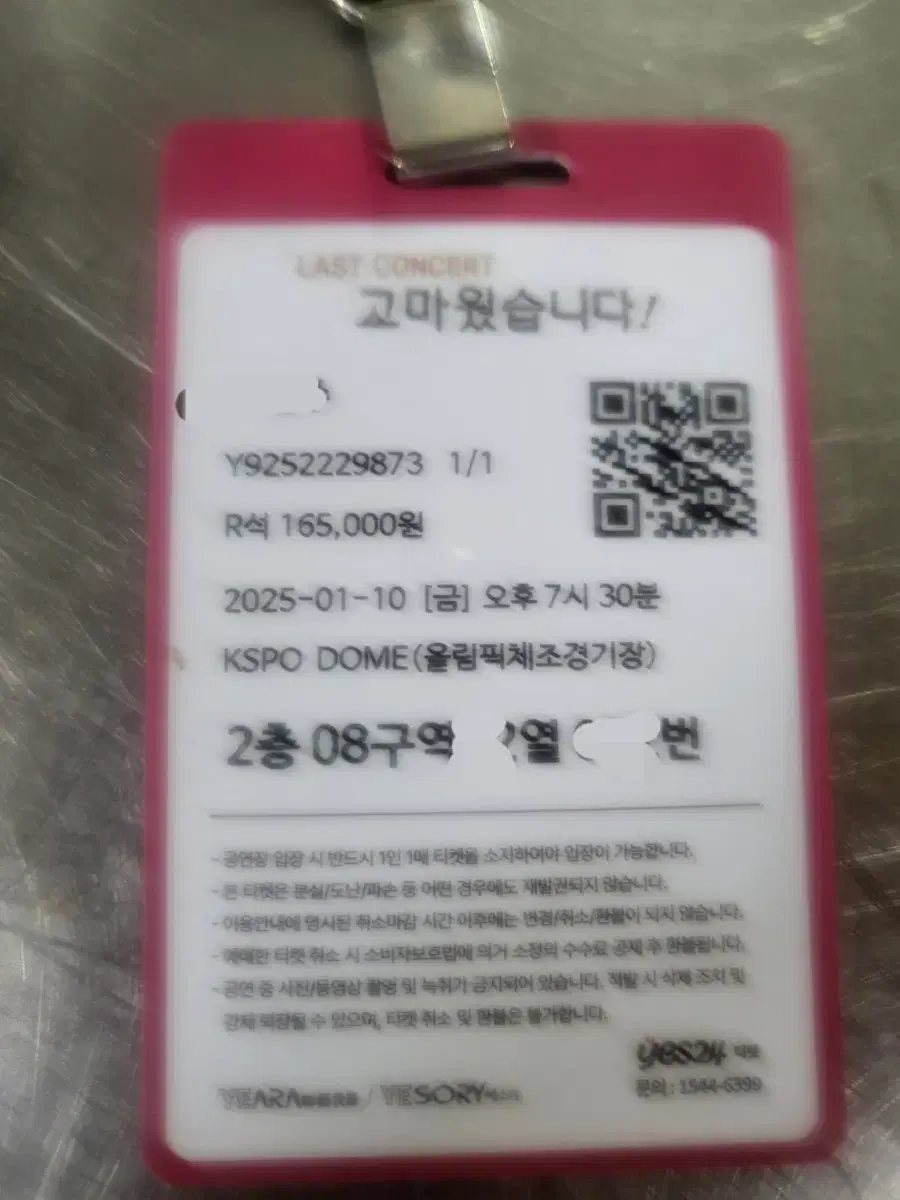 LAST CONCERT
고마웠습니다!
Y9252229873 1/1
R석 165,000원
2025-01-10 [금] 오후 7시 30분
KSPO DOME(올림픽체조경기장)
2층 08구역 열 번
- 공연장 입장 시 반드시 1인 1매 티켓을 소지하여야 입장이 가능합니다.
- 본 티켓은 분실/도난/파손 등 어떤 경우에도 재발권되지 않습니다.
- 이용안내에 명시된 취소마감 시간 이후에는 변경/취소/환불이 되지 않습니다.
- 예매한 티켓 취소 시 소비자보호법에 의거 소정의 수수료 공제 후 환불됩니다.
- 공연 중 사진/동영상 촬영 및 녹취가 금지되어 있습니다. 적발 시 삭제 조치 및
강제 퇴장될 수 있으며, 티켓 취소 및 환불은 불가합니다.
yes24 티켓
문의 : 1544-6399
YEARA / YESORY